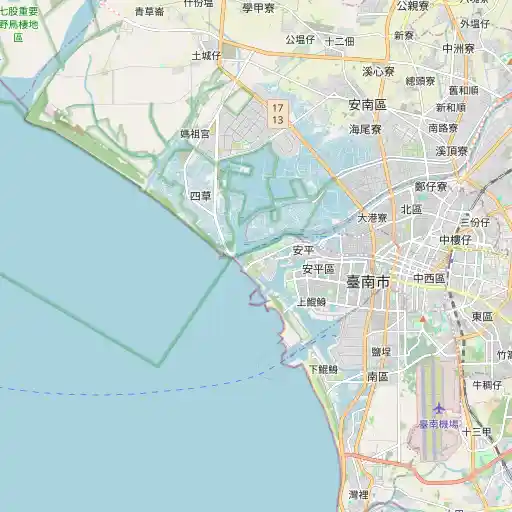 什份塭
七股重要
野鳥棲地
區
青草崙
學甲寮
公親寮
外塭仔
公塭仔
十二佃
新寮
中洲寮
土城仔
溪心寮
總頭寮
舊和順
17
13
安南區
新和順
媽祖宮
海尾寮
南路寮
溪頂寮
四草
鄭仔寮
大港寮
北區
三份仔
中樓仔
安平
安平區
臺南市
中西區
上鯤鯓
東區
鹽埕
下鯤鯓
南區
牛稠仔
臺南機場
十三甲
灣裡